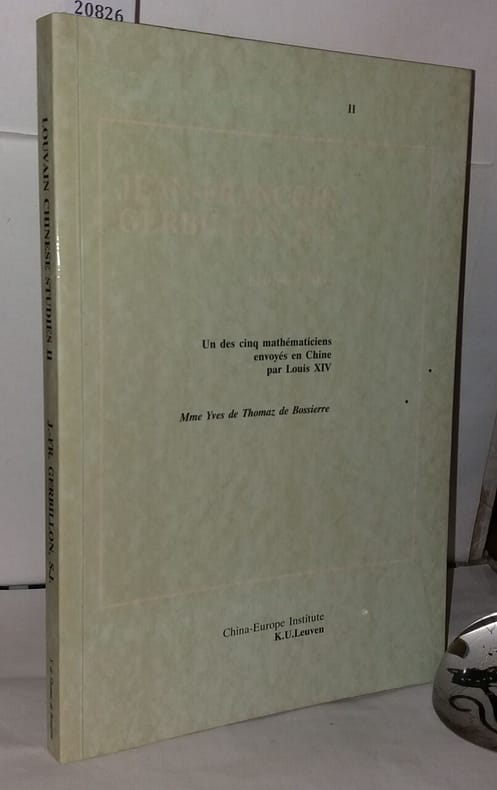 20826
II
JEAN-FRANÇOIS
GERBILLON, S.J.
Un des cinq mathématiciens
envoyés en Chine
par Louis XIV
Mme Yves de Thomaz de Bossierre
China-Europe Institute
K.U.Leuven
LOUVAIN CHINESE STUDIES II
J.-FR. GERBILLON, S.J.